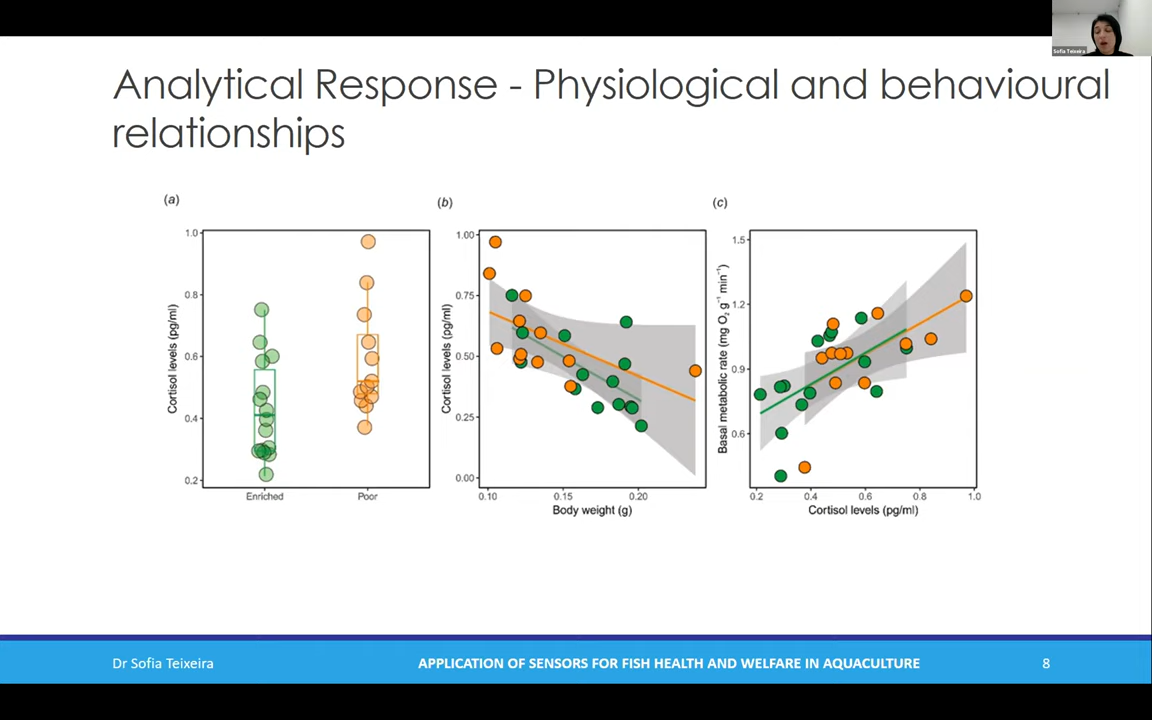 Sofia Teixeira
Analytical Response - Physiological and behavioural
relationships
(a)
(b)
(c)
Cortisol levels (pg/ml)
1.0
0.8
0.6
0.4
0.2
Enriched
Poor
Cortisol levels (pg/ml)
1.00
0.75
0.50
0.25
0.00
0.10
0.15
0.20
Body weight (g)
Basal metabolic rate (mg O₂ g⁻¹ min⁻¹)
1.5
1.2
0.9
0.6
0.2
0.4
0.6
0.8
1.0
Cortisol levels (pg/ml)
Dr Sofia Teixeira
APPLICATION OF SENSORS FOR FISH HEALTH AND WELFARE IN AQUACULTURE
8